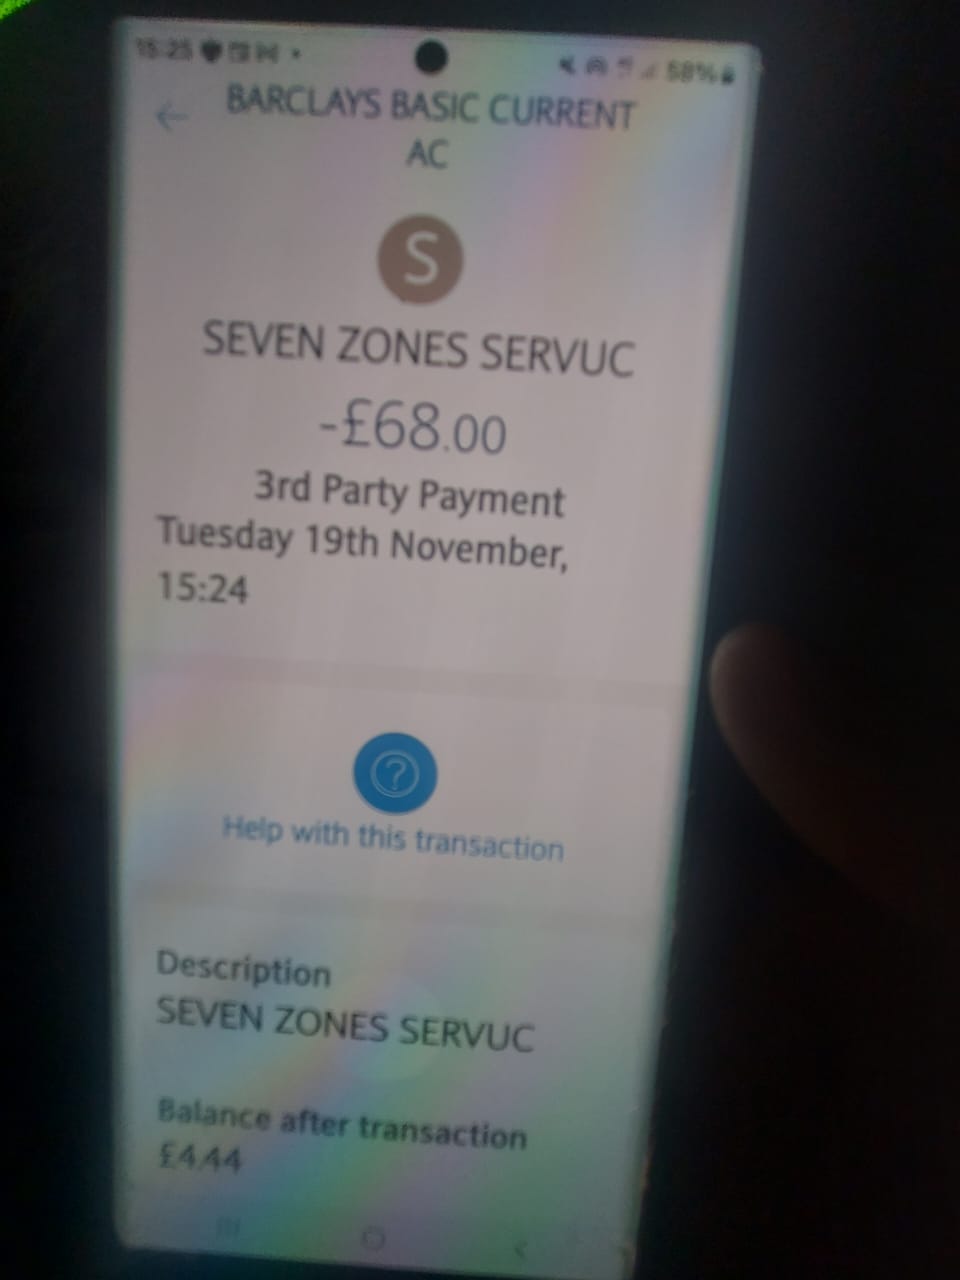 15:25
58%
BARCLAYS BASIC CURRENT
AC
S
SEVEN ZONES SERVUC
-£68.00
3rd Party Payment
Tuesday 19th November,
15:24
?
Help with this transaction
Description
SEVEN ZONES SERVUC
Balance after transaction
£4.44